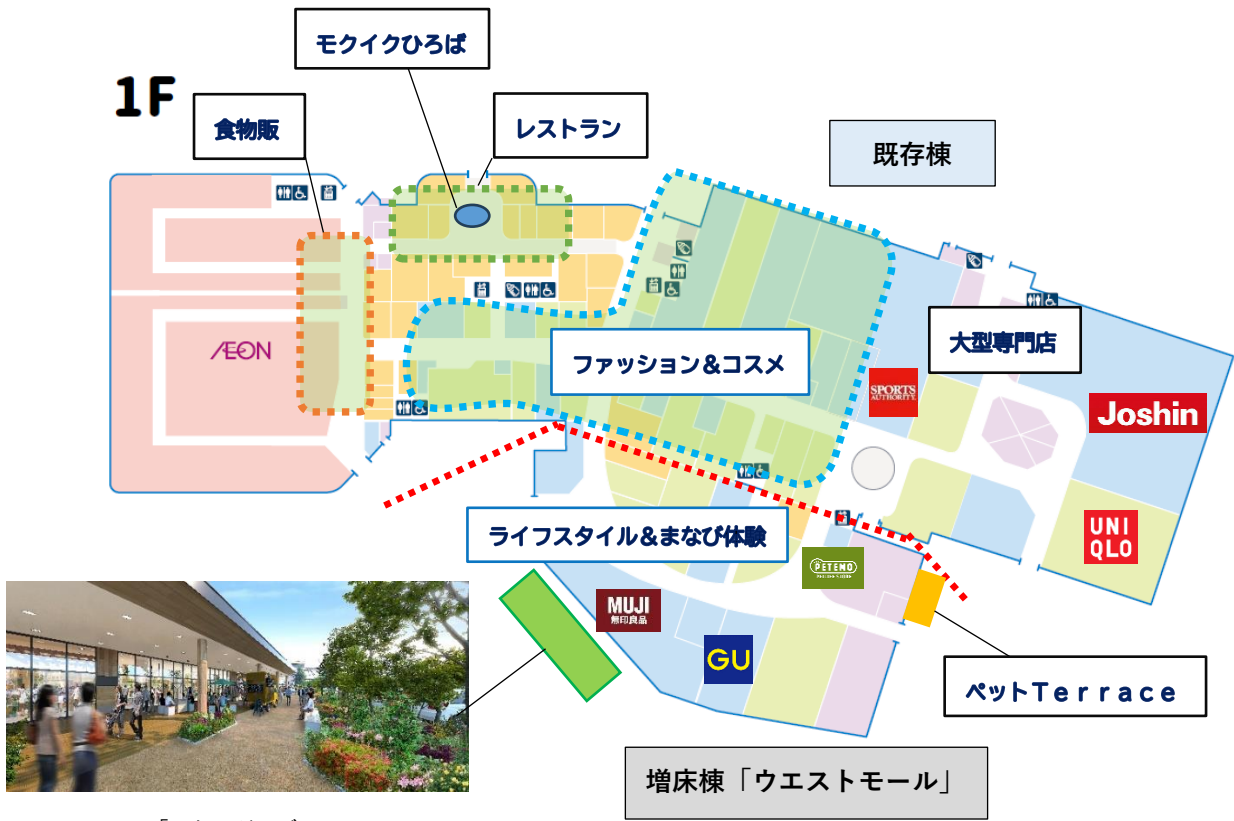 モクイクひろば
1F
食物販
レストラン
既存棟
ÆON
ファッション＆コスメ
大型専門店
SPORTS
AUTHORITY
Joshin
UNI
QLO
ライフスタイル＆まなび体験
PETEMO
MUJI
無印良品
GU
ペットTerrace
増床棟「ウエストモール」